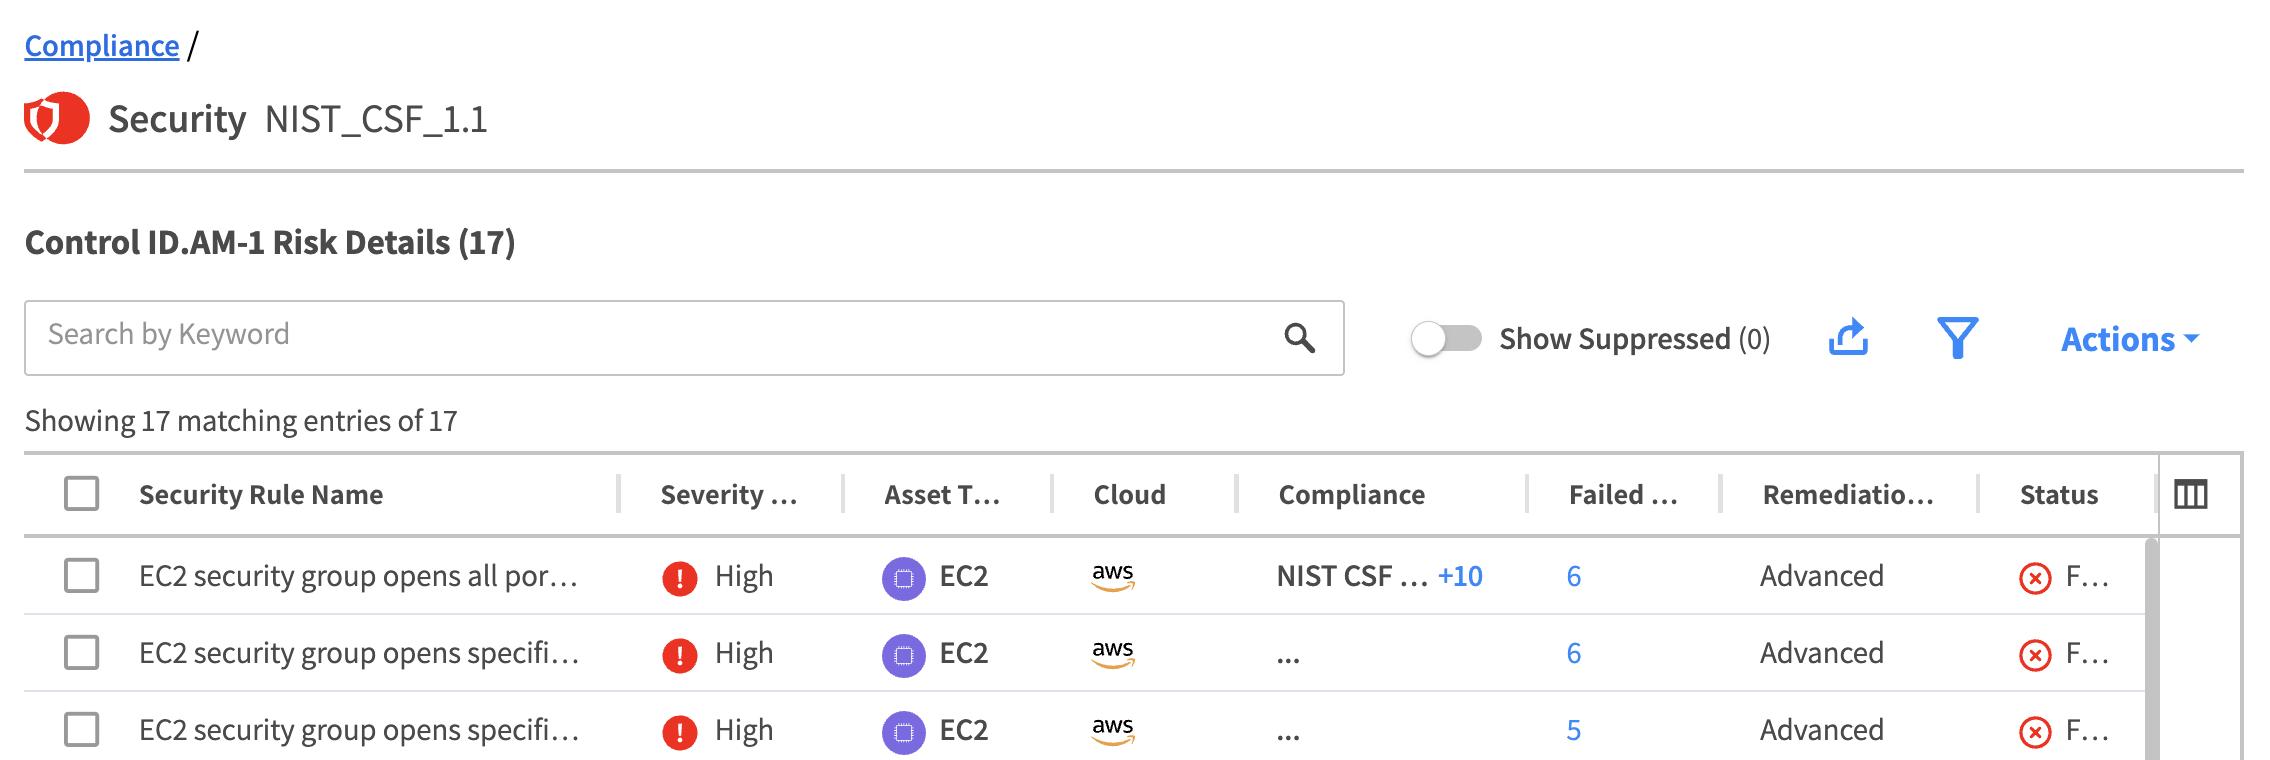 Compliance /
Security NIST_CSF_1.1
Control ID.AM-1 Risk Details (17)
Search by Keyword
Show Suppressed (0)
Actions
Showing 17 matching entries of 17
Security Rule Name Severity ... Asset T... Cloud Compliance Failed ... Remediatio... Status
EC2 security group opens all por... High EC2 aws NIST CSF ... +10 6 Advanced F...
EC2 security group opens specifi... High EC2 aws ... 6 Advanced F...
EC2 security group opens specifi... High EC2 aws ... 5 Advanced F...